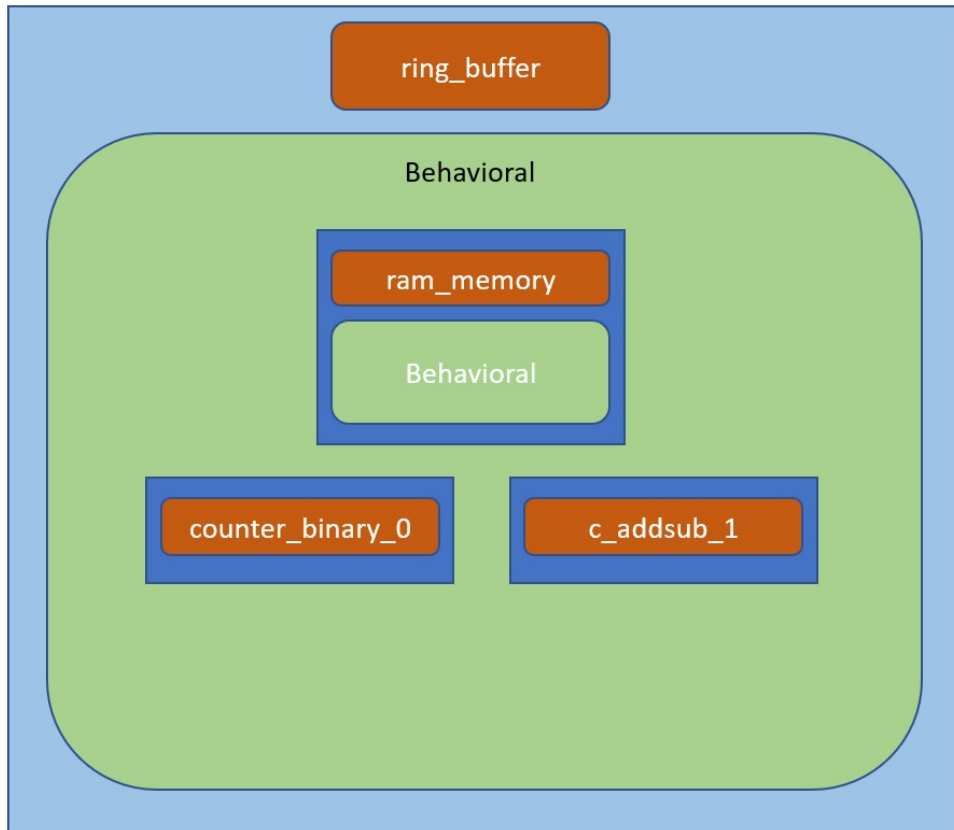 ring_buffer
Behavioral
ram_memory
Behavioral
counter_binary_0
c_addsub_1